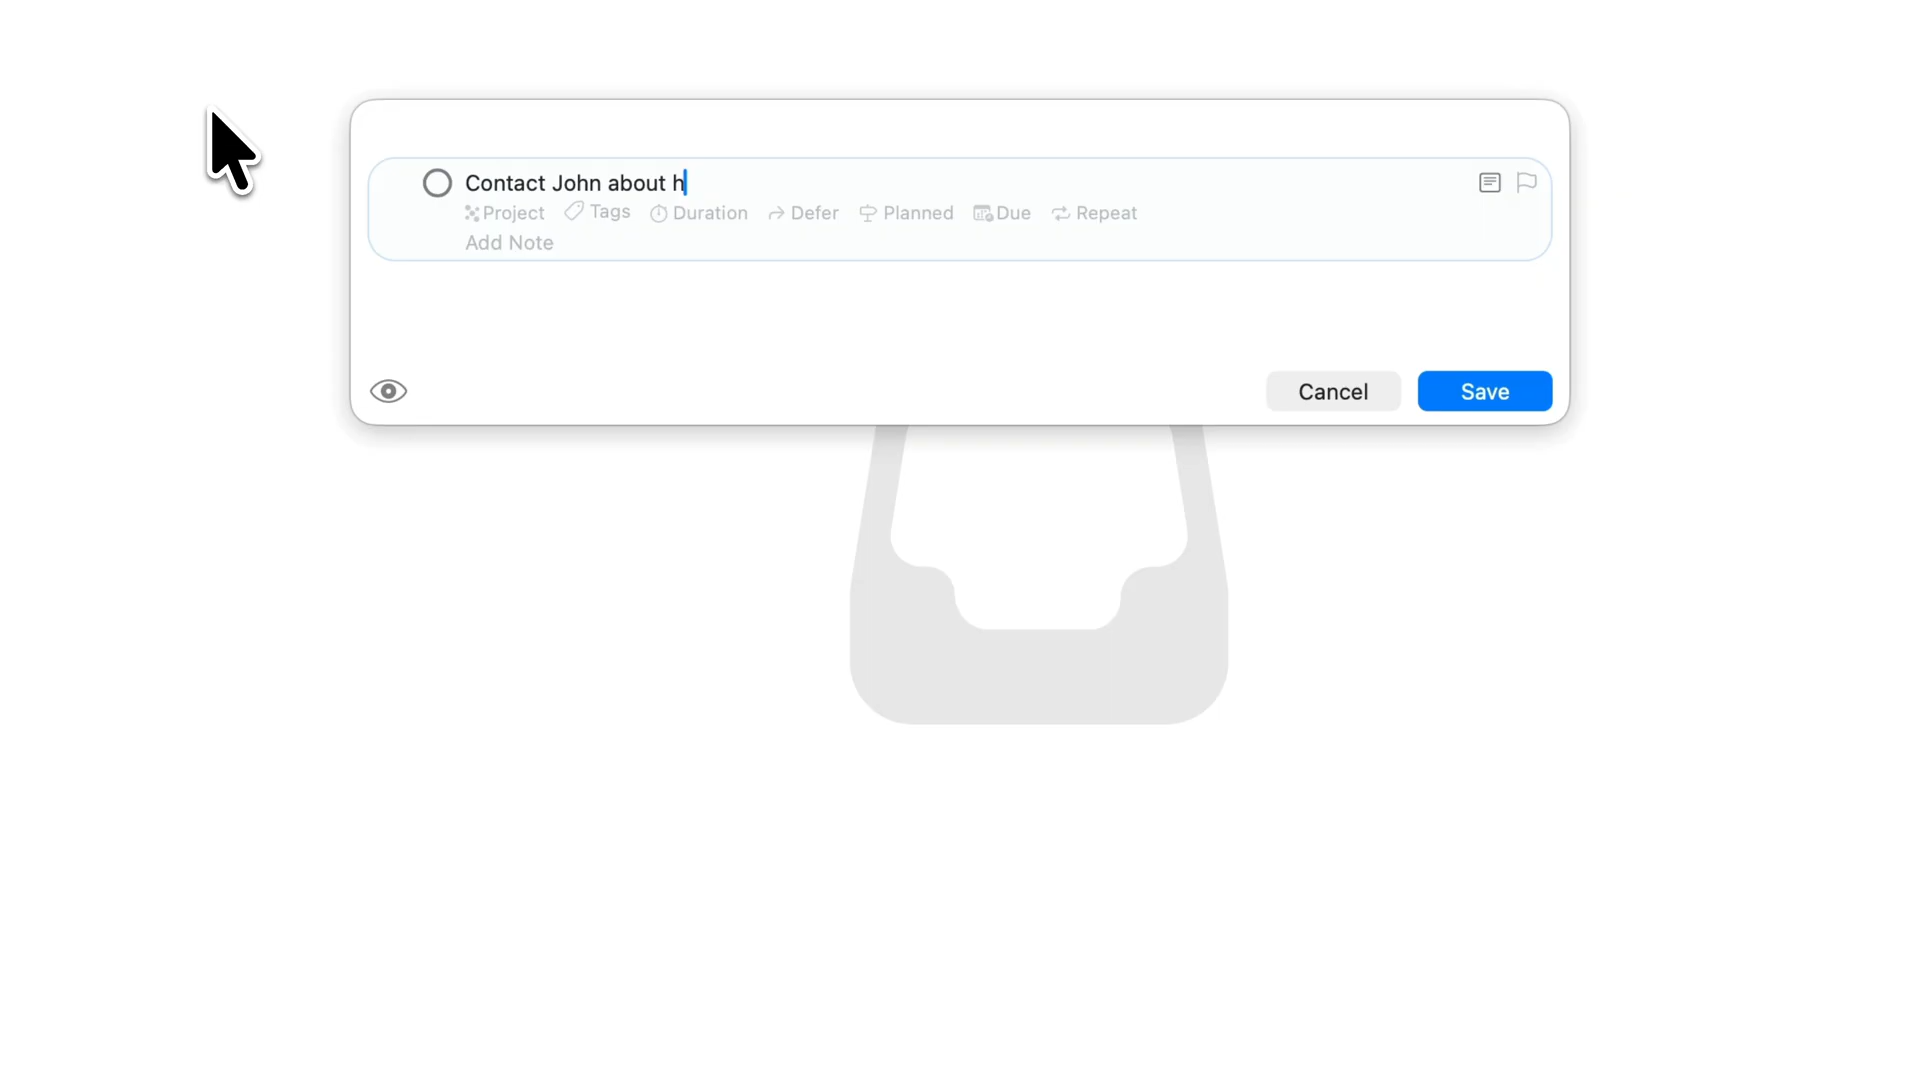 Contact John about h
Project Tags Duration Defer Planned Due Repeat
Add Note
Cancel Save